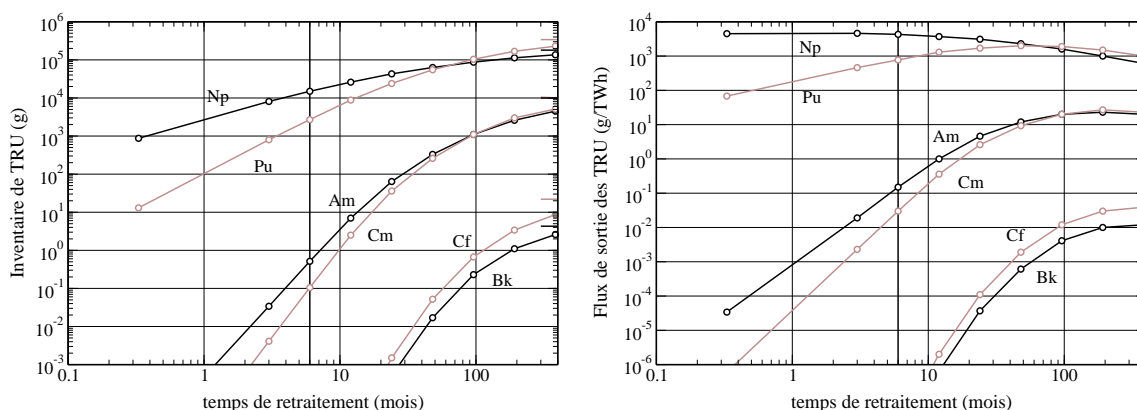 Inventaire de TRU (g)
10^6
10^5
10^4
10^3
10^2
10^1
10^0
10^-1
10^-2
10^-3
Np
Pu
Am
Cm
Cf
Bk
0.1 1 10 100
temps de retraitement (mois)
Flux de sortie des TRU (g/TWh)
10^4
10^3
10^2
10^1
10^0
10^-1
10^-2
10^-3
10^-4
10^-5
10^-6
Np
Pu
Am
Cm
Cf
Bk
0.1 1 10 100
temps de retraitement (mois)